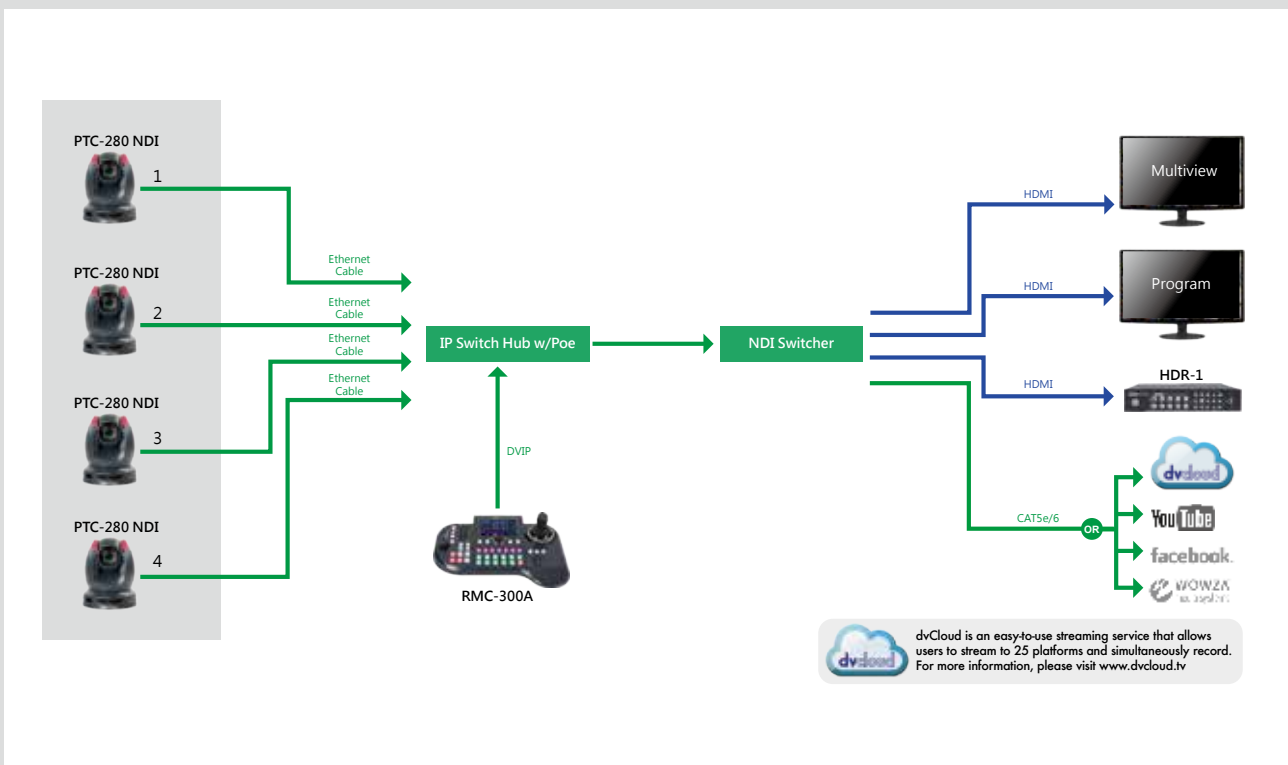 PTC-280 NDI
1
PTC-280 NDI
2
PTC-280 NDI
3
PTC-280 NDI
4
Ethernet
Cable
Ethernet
Cable
Ethernet
Cable
Ethernet
Cable
IP Switch Hub w/Poe
DVIP
RMC-300A
NDI Switcher
HDMI
Multiview
HDMI
Program
HDMI
HDR-1
CAT5e/6
OR
dvcloud
YouTube
facebook.
WOWZA
dvcloud
dvCloud is an easy-to-use streaming service that allows
users to stream to 25 platforms and simultaneously record.
For more information, please visit www.dvcloud.tv